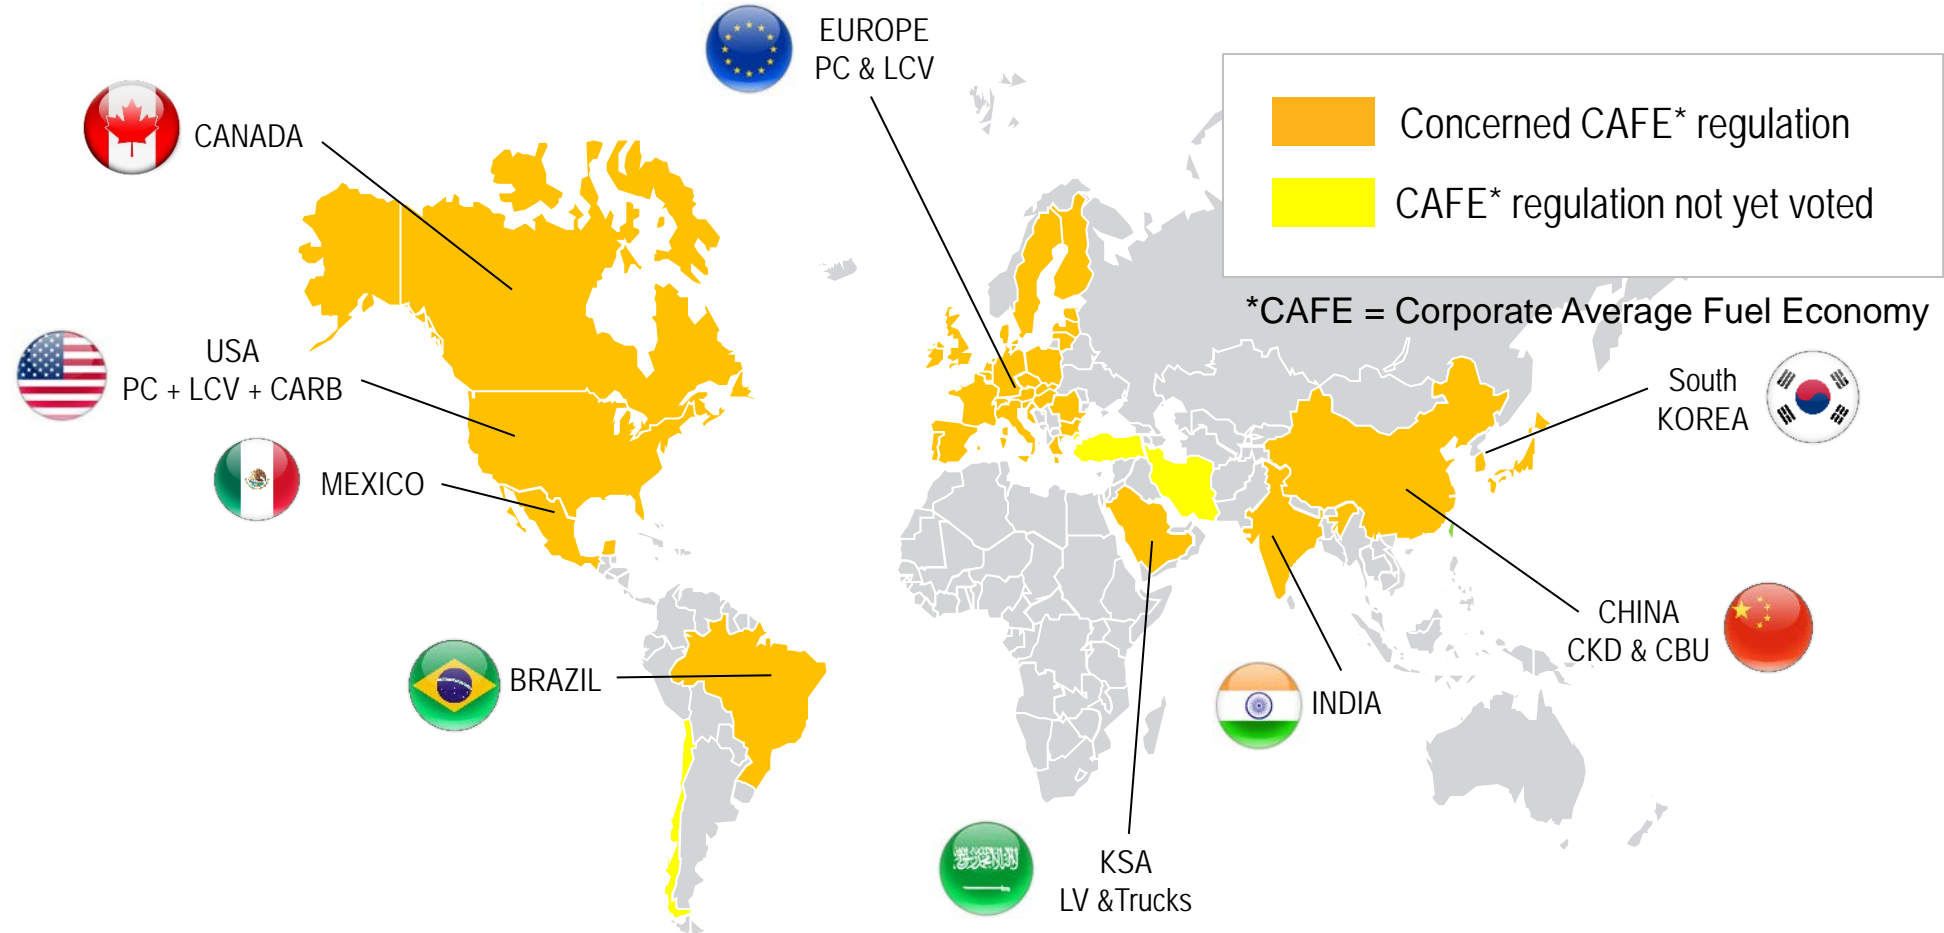 EUROPE
PC & LCV
CANADA
Concerned CAFE* regulation
CAFE* regulation not yet voted
*CAFE = Corporate Average Fuel Economy
USA
PC + LCV + CARB
South
KOREA
MEXICO
CHINA
CKD & CBU
BRAZIL
INDIA
KSA
LV &Trucks